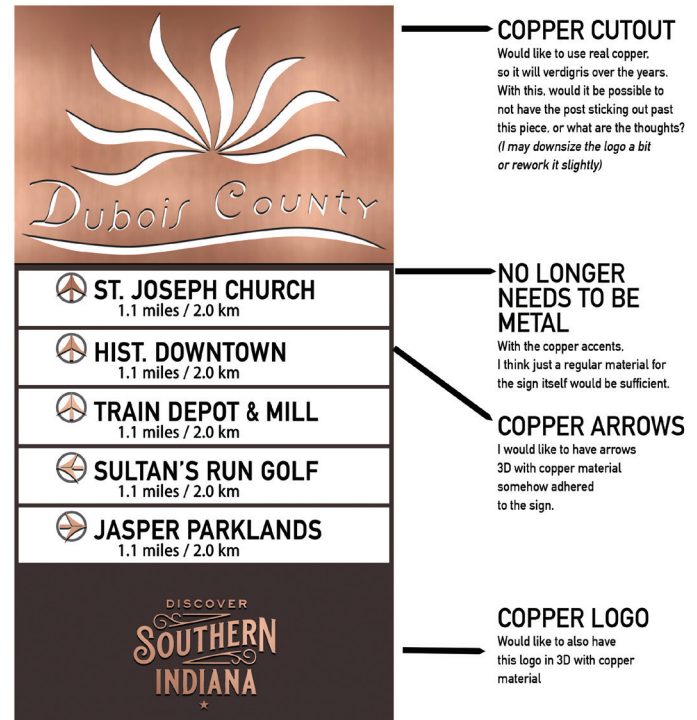 Dubois County
ST. JOSEPH CHURCH
1.1 miles / 2.0 km
HIST. DOWNTOWN
1.1 miles / 2.0 km
TRAIN DEPOT & MILL
1.1 miles / 2.0 km
SULTAN'S RUN GOLF
1.1 miles / 2.0 km
JASPER PARKLANDS
1.1 miles / 2.0 km
DISCOVER
SOUTHERN
INDIANA
COPPER CUTOUT
Would like to use real copper,
so it will verdigris over the years.
With this, would it be possible to
not have the post sticking out past
this piece, or what are the thoughts?
(I may downsize the logo a bit
or rework it slightly)
NO LONGER
NEEDS TO BE
METAL
With the copper accents,
I think just a regular material for
the sign itself would be sufficient.
COPPER ARROWS
I would like to have arrows
3D with copper material
somehow adhered
to the sign.
COPPER LOGO
Would like to also have
this logo in 3D with copper
material